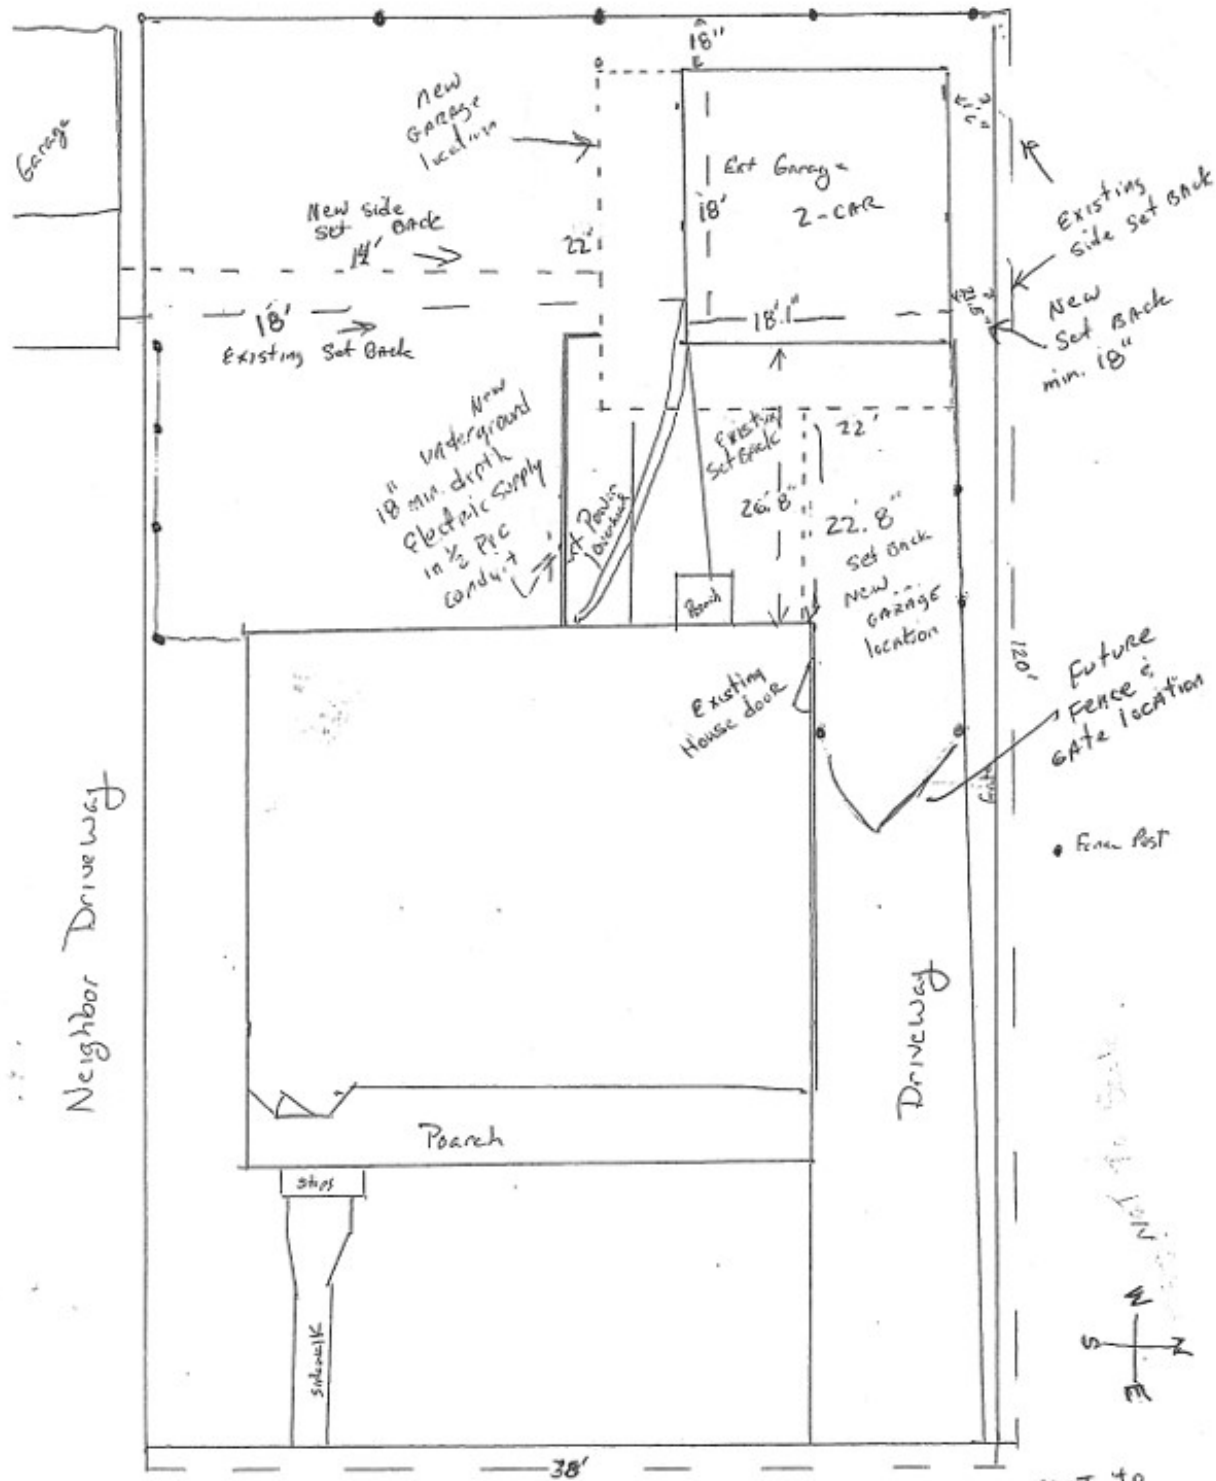 18"
new
GARAGE
location
Garage
Ext Garage
2-CAR
18'
Existing
side set BACK
New side
set BACK
14'
22'
18'
Existing Set BACK
18'.1"
New
Set BACK
min. 18"
New
underground
18" min. depth
Electric Supply
in 1/2 PVC
conduit
Existing
Set BACK
22'
26'.8"
22'.8"
Set Back
New
GARAGE
location
Power
overhead
Poarch
Existing
House door
120'
Future
Fence &
GATE location
Gate
Fence Post
Neighbor Driveway
Driveway
Poarch
Steps
Sidewalk
W
S
N
E
38'